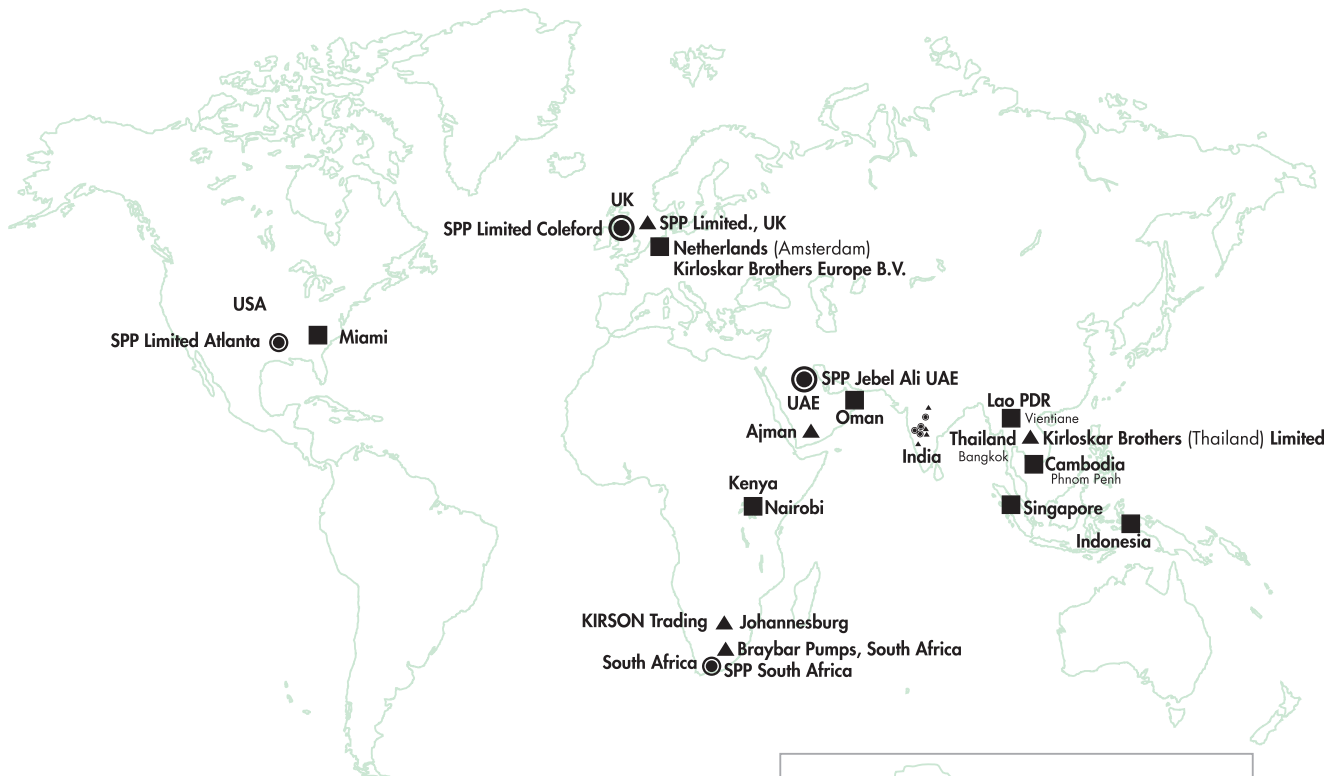 UK
SPP Limited Coleford
SPP Limited., UK
Netherlands (Amsterdam)
Kirloskar Brothers Europe B.V.
USA
SPP Limited Atlanta
Miami
SPP Jebel Ali UAE
UAE
Oman
Ajman
India
Lao PDR
Vientiane
Thailand
Bangkok
Kirloskar Brothers (Thailand) Limited
Cambodia
Phnom Penh
Kenya
Nairobi
Singapore
Indonesia
KIRSON Trading
Johannesburg
Braybar Pumps, South Africa
South Africa
SPP South Africa